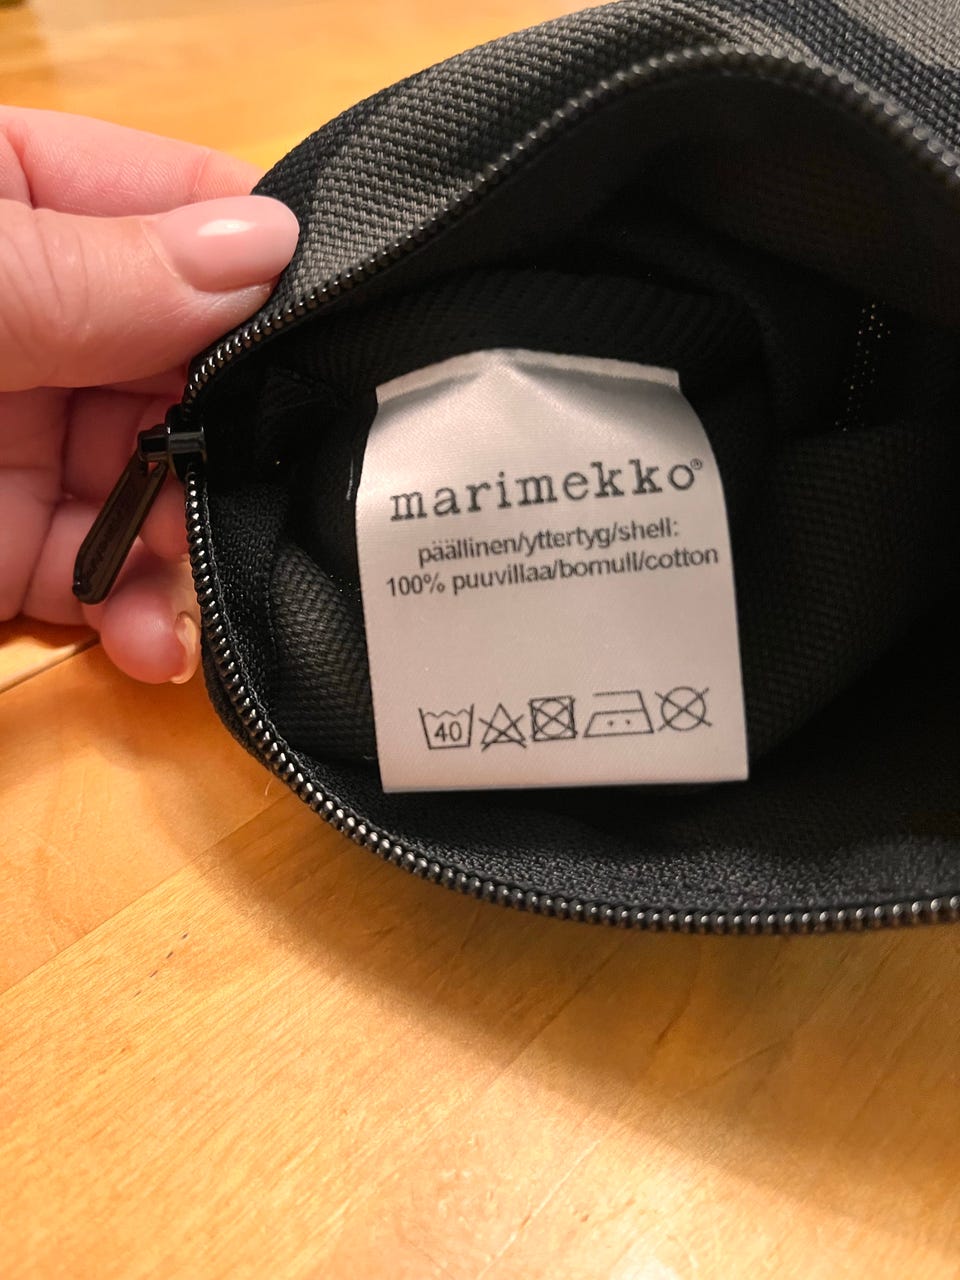 marimekko®
päällinen/yttertyg/shell:
100% puuvillaa/bomull/cotton
40